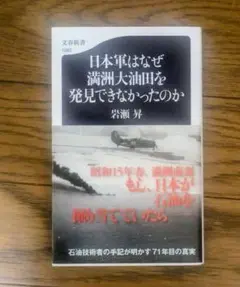 文春新書
日本軍はなぜ
満洲大油田を
発見できなかったのか
岩瀬 昇
昭和15年春、満洲
もし、日本が
石油を
掘り当てていたら
石油技術者の手記が明かす71年目の真実